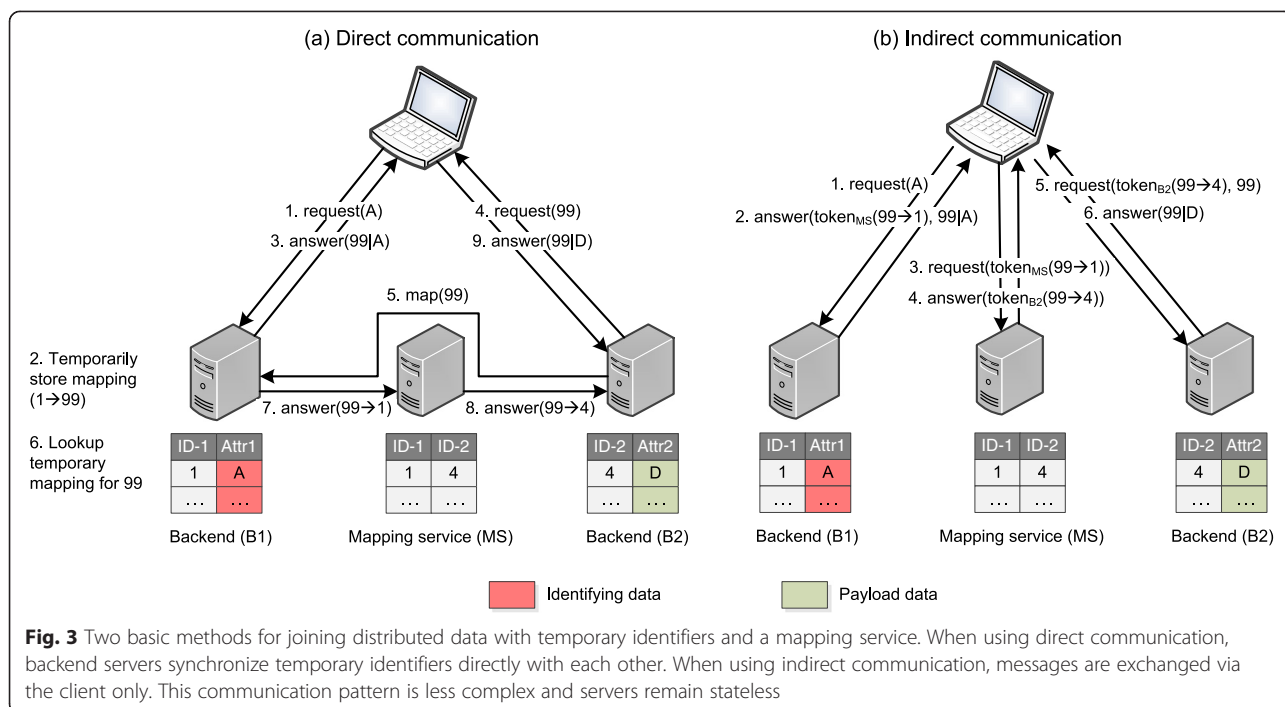 (a) Direct communication
(b) Indirect communication
1. request(A)
3. answer(99|A)
4. request(99)
9. answer(99|D)
5. map(99)
2. Temporarily
store mapping
(1→99)
7. answer(99→1)
8. answer(99→4)
6. Lookup
temporary
mapping for 99
ID-1 Attr1
1 A
... ...
Backend (B1)
ID-1 ID-2
1 4
... ...
Mapping service (MS)
ID-2 Attr2
4 D
... ...
Backend (B2)
1. request(A)
2. answer(tokenMS(99→1), 99|A)
3. request(tokenMS(99→1))
4. answer(tokenB2(99→4))
5. request(tokenB2(99→4), 99)
6. answer(99|D)
ID-1 Attr1
1 A
... ...
Backend (B1)
ID-1 ID-2
1 4
... ...
Mapping service (MS)
ID-2 Attr2
4 D
... ...
Backend (B2)
Identifying data
Payload data
Fig. 3 Two basic methods for joining distributed data with temporary identifiers and a mapping service. When using direct communication,
backend servers synchronize temporary identifiers directly with each other. When using indirect communication, messages are exchanged via
the client only. This communication pattern is less complex and servers remain stateless